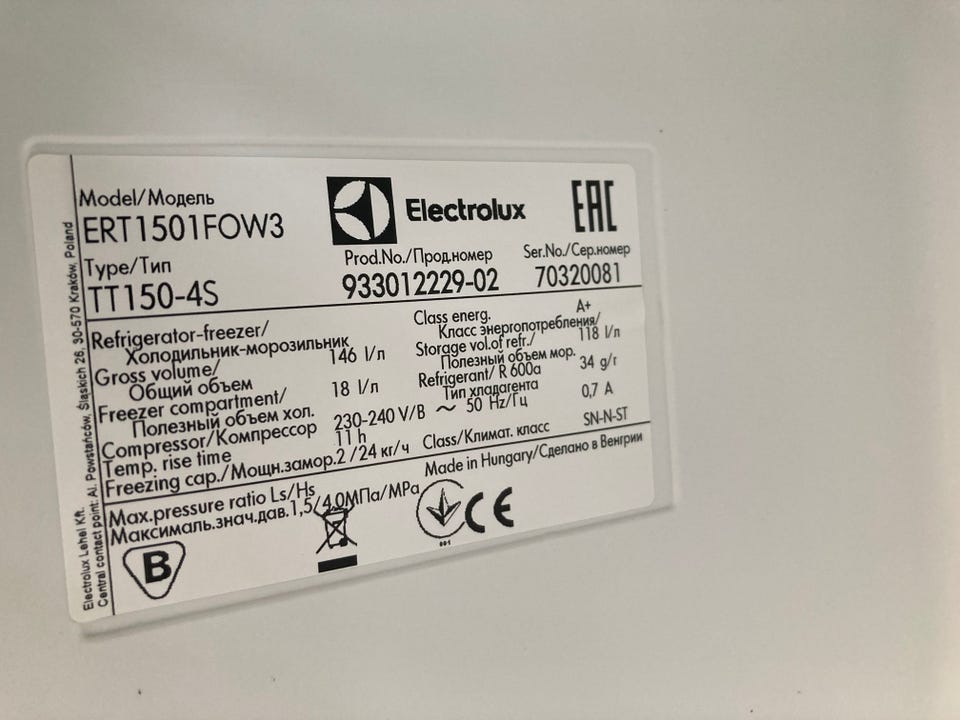 Model/Модель
ERT1501FOW3
Electrolux
EAC
Type/Тип
TT150-4S
Prod.No./Прод.номер
933012229-02
Ser.No./Сер.номер
70320081
Refrigerator-freezer/
Холодильник-морозильник
Gross volume/ 146 l/л
Общий объем
Freezer compartment/ 18 l/л
Полезный объем хол.
Compressor/Компрессор 230-240 V/В ~ 50 Hz/Гц 0,7 A
Temp. rise time 11 h
Freezing cap./Мощн.замор.2 /24 кг/ч
Class energ. A+
Класс энергопотребления/
Storage vol.of refr./ 118 l/л
Полезный объем мор.
Refrigerant/ R 600a 34 g/г
Тип хладагента
Class/Климат. класс SN-N-ST
Made in Hungary/Сделано в Венгрии
Max.pressure ratio Ls/Hs
Максималь.знач.дав.1,5/4,0МПа/MPa
B
001
CE
Electrolux Lehel Kft.
Central contact point: Al. Powstańców, Śląskich 26, 30-570 Kraków, Poland